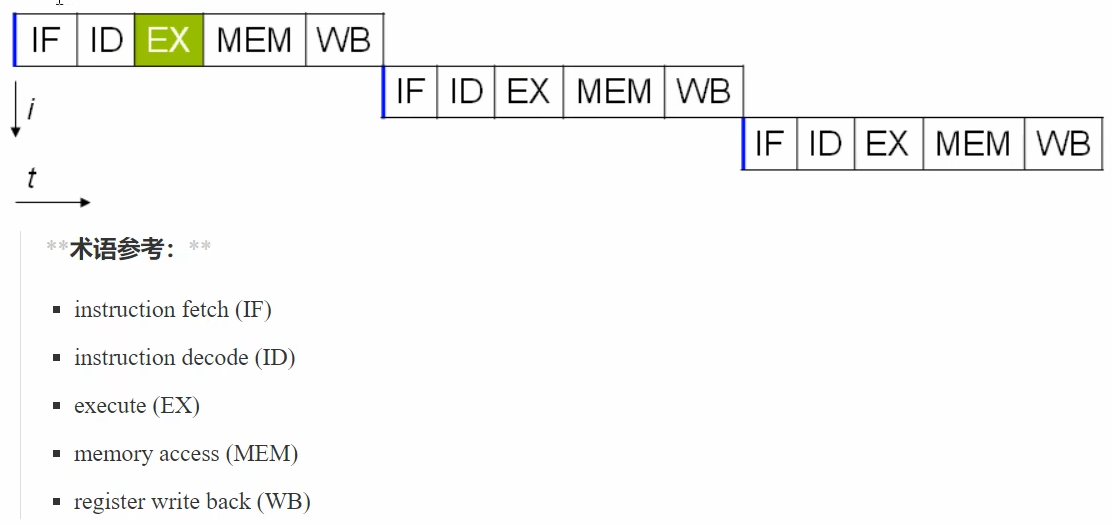 IF ID EX MEM WB
IF ID EX MEM WB
i
IF ID EX MEM WB
t
**术语参考：**
▪ instruction fetch (IF)
▪ instruction decode (ID)
▪ execute (EX)
▪ memory access (MEM)
▪ register write back (WB)